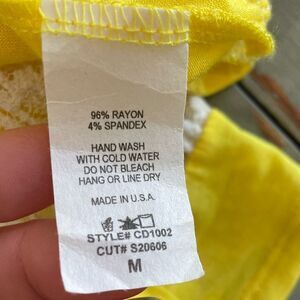 96% RAYON
4% SPANDEX
HAND WASH
WITH COLD WATER
DO NOT BLEACH
HANG OR LINE DRY
MADE IN U.S.A.
STYLE# CD1002
CUT# S20606
M